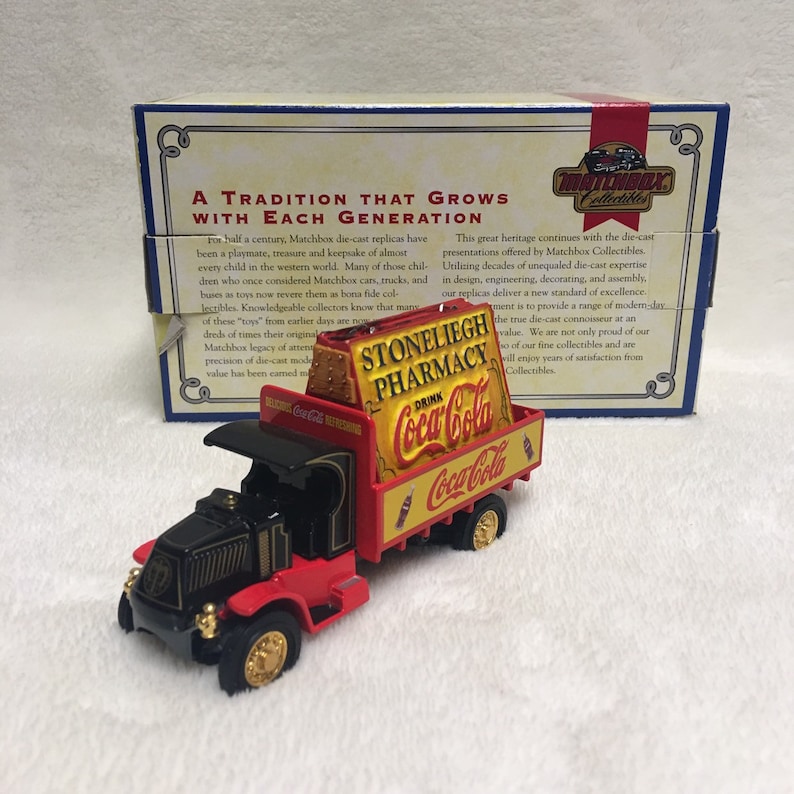 A TRADITION THAT GROWS
WITH EACH GENERATION
For half a century, Matchbox die-cast replicas have
been a playmate, treasure and keepsake of almost
every child in the western world. Many of those chil-
dren who once considered Matchbox cars, trucks, and
buses as toys now revere them as bona fide col-
lectibles. Knowledgeable collectors know that many
of these "toys" from earlier days are now
dreds of times their original
Matchbox legacy of
precision of die-cast
value has been earned
MATCHBOX
Collectibles
This great heritage continues with the die-cast
presentations offered by Matchbox Collectibles.
Utilizing decades of unequaled die-cast expertise
in design, engineering, decorating, and assembly,
our replicas deliver a new standard of excellence.
is to provide a range of modern-day
the true die-cast connoisseur at an
value. We are not only proud of our
of our fine collectibles and are
will enjoy years of satisfaction from
Collectibles.
STONELIEGH
PHARMACY
DRINK
Coca-Cola
DELICIOUS Coca-Cola REFRESHING
Coca-Cola